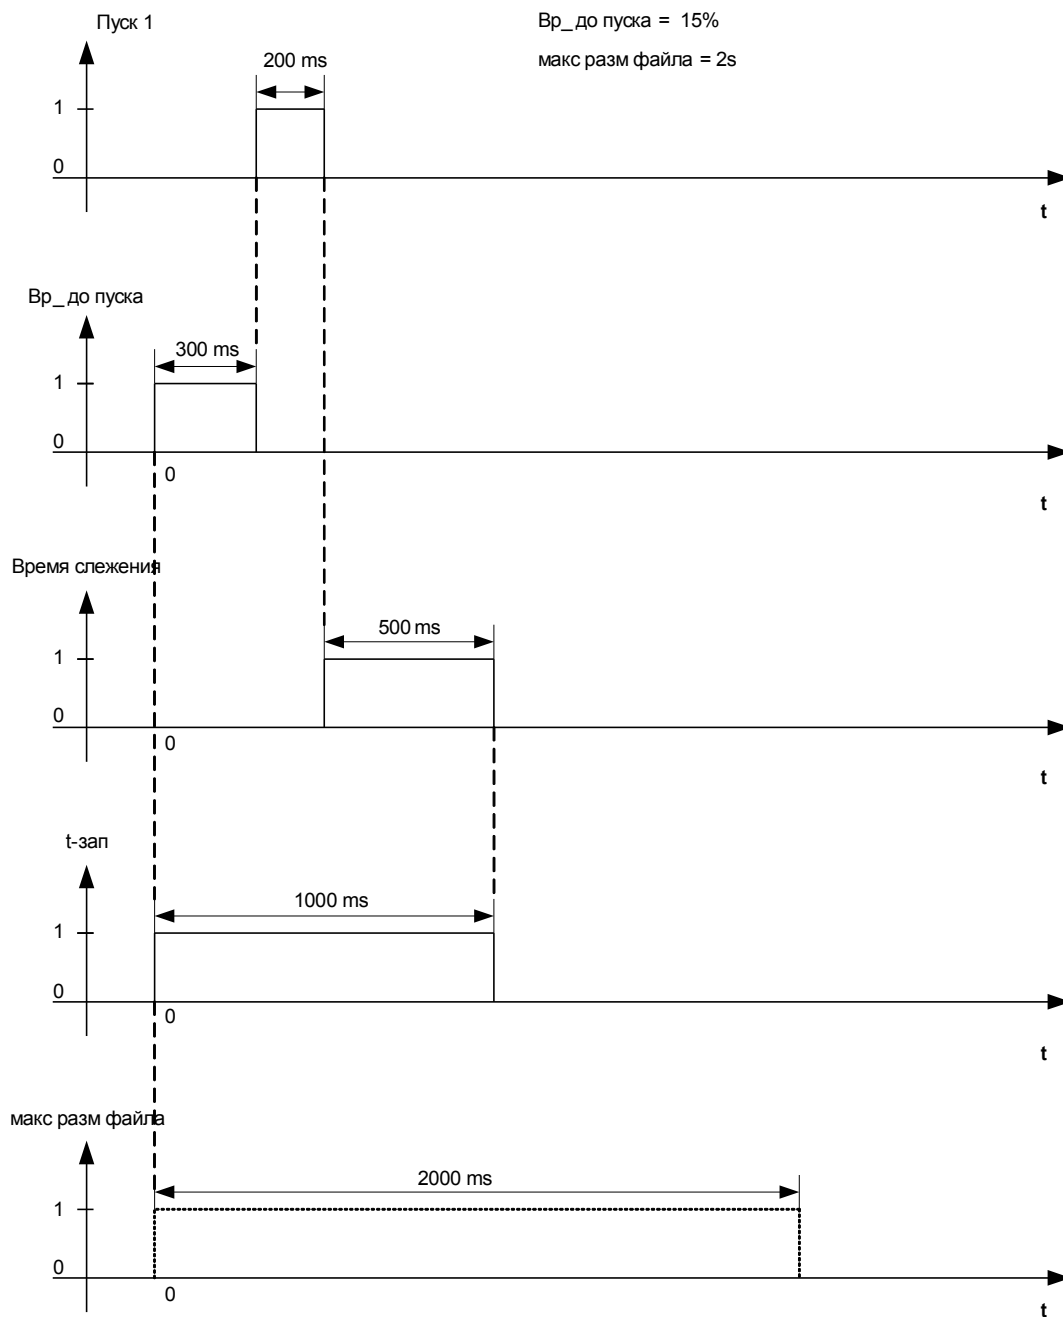 Пуск 1
Вр_до пуска = 15%
макс разм файла = 2s
200 ms
1
0
t
Вр_до пуска
300 ms
1
0
0
t
Время слежения
500 ms
1
0
0
t
t-зап
1000 ms
1
0
0
t
макс разм файла
2000 ms
1
0
0
t